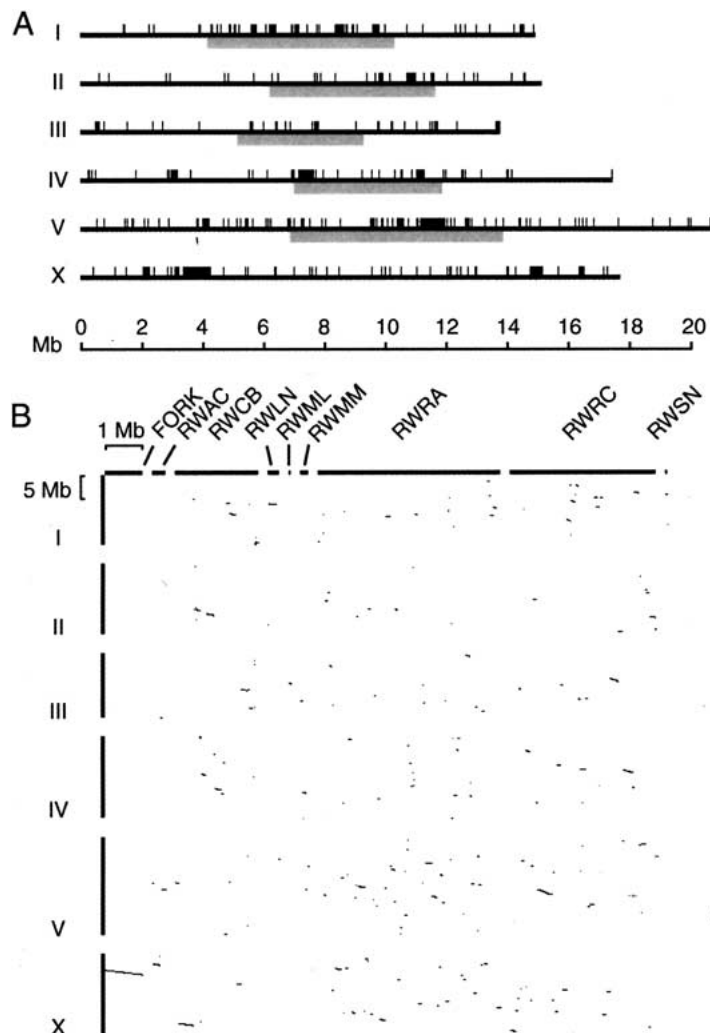 A
I
II
III
IV
V
X
Mb 0 2 4 6 8 10 12 14 16 18 20
B
1 Mb FORK RWAC RWCB RWLN RWML RWMM RWRA RWRC RWSN
5 Mb
I
II
III
IV
V
X